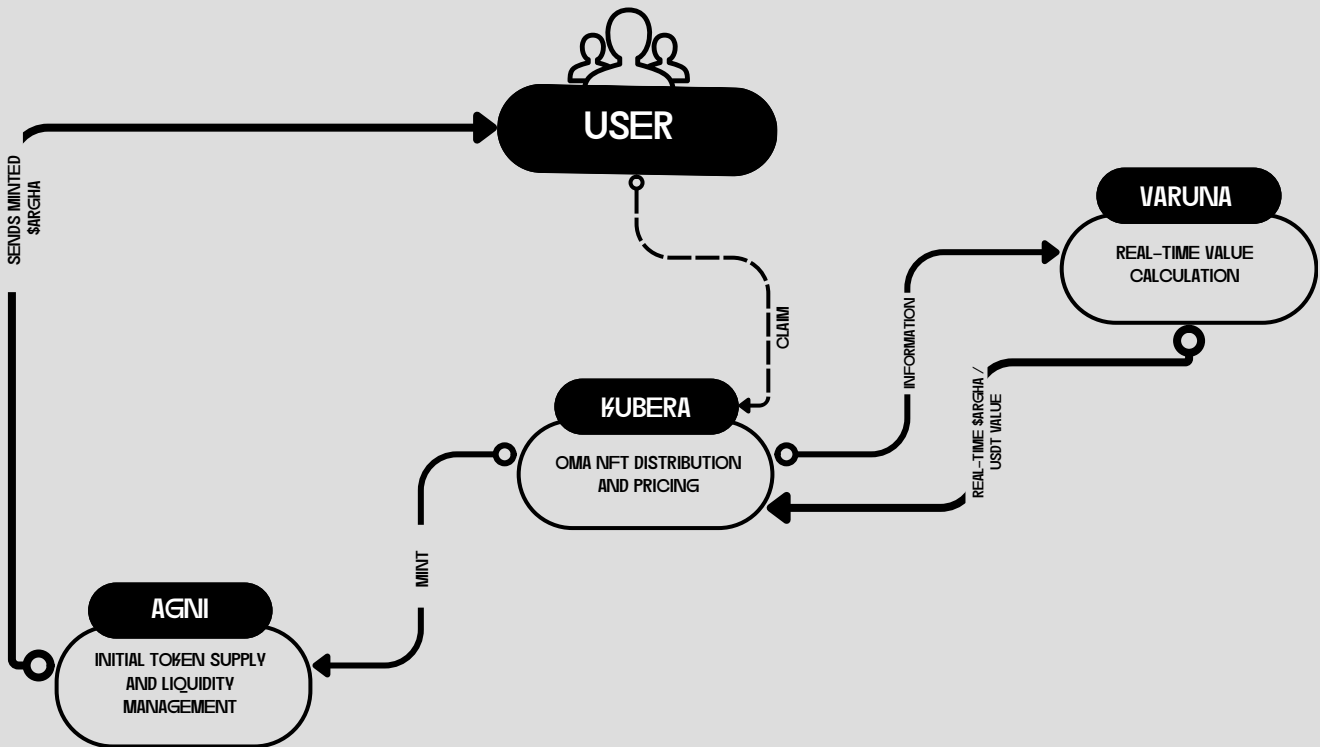 USER
SENDS MINTED
$ARGHA
VARUNA
REAL-TIME VALUE
CALCULATION
CLAIM
INFORMATION
REAL-TIME $ARGHA /
USDT VALUE
KUBERA
OMA NFT DISTRIBUTION
AND PRICING
MINT
AGNI
INITIAL TOKEN SUPPLY
AND LIQUIDITY
MANAGEMENT